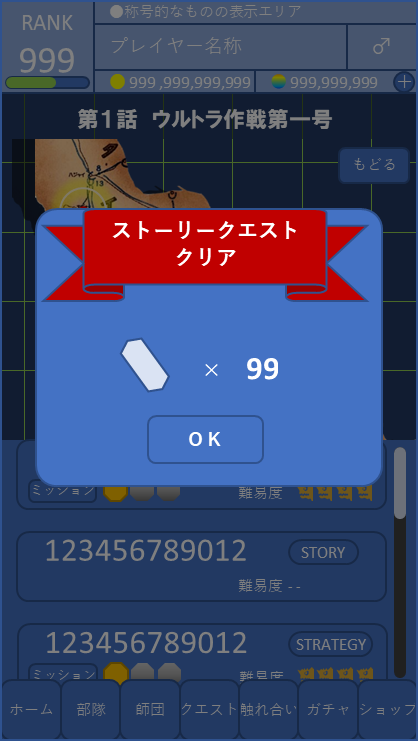 RANK
999
●称号的なものの表示エリア
プレイヤー名称
♂
999 ,999,999,999
999,999,999
+
第1話 ウルトラ作戦第一号
もどる
13
ストーリークエスト
クリア
× 99
OK
ミッション
難易度
123456789012
STORY
難易度 --
123456789012
STRATEGY
ミッション
難易度
ホーム 部隊 師団 クエスト 触れ合い ガチャ ショップ